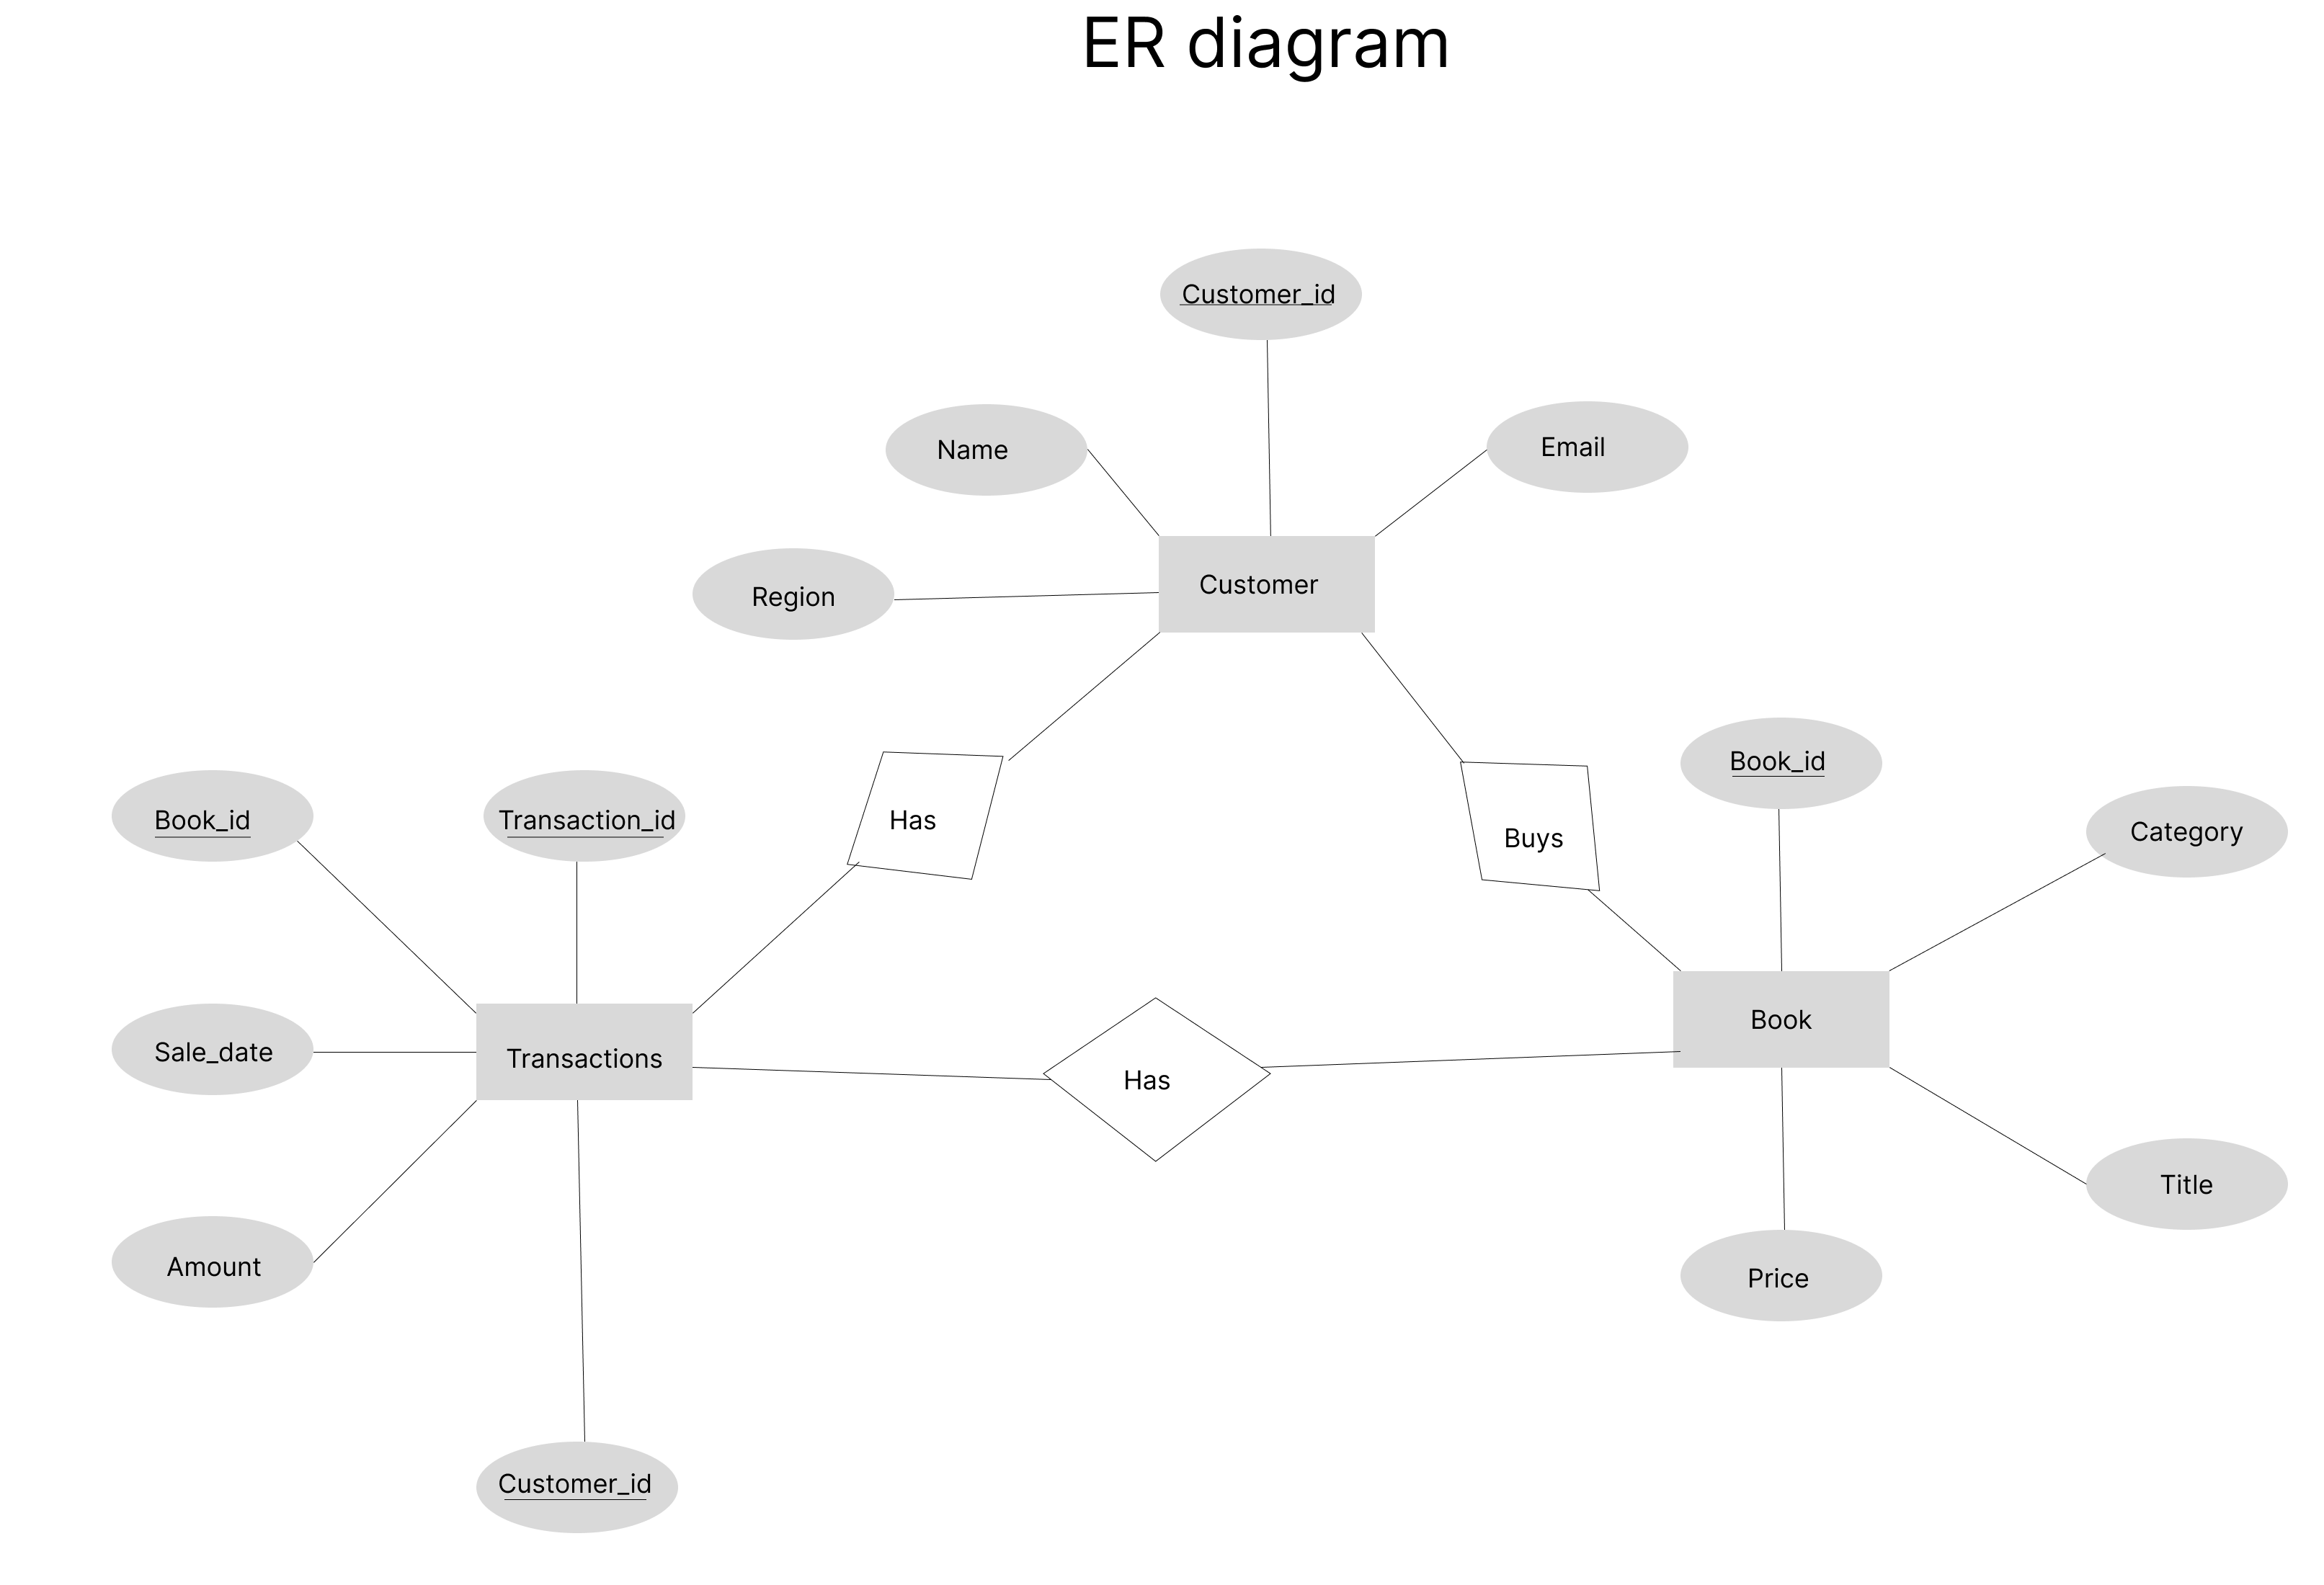 ER diagram
Customer_id
Name
Email
Customer
Region
Book_id
Book_id
Transaction_id
Has
Buys
Category
Book
Sale_date
Transactions
Has
Title
Amount
Price
Customer_id